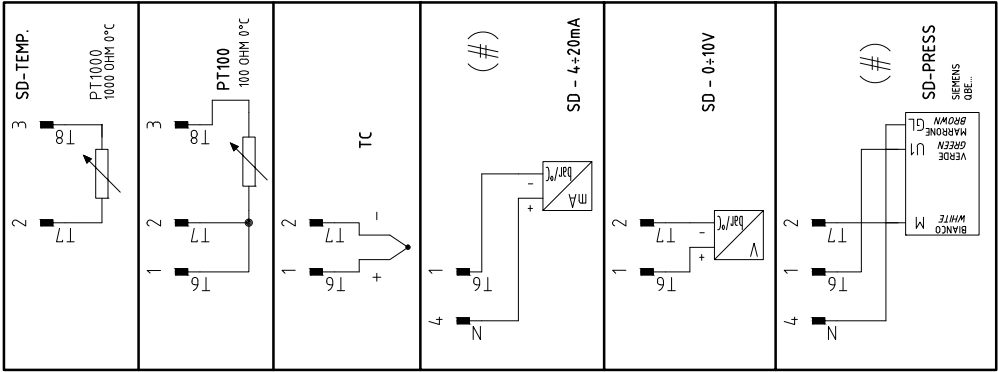 SD-TEMP.
PT1000
1000 OHM 0°C
3
T8
2
T7
PT100
100 OHM 0°C
3
T8
2
T7
1
T6
TC
2
T7
-
1
T6
+
(#)
SD - 4÷20mA
mA
bar/°C
-
+
1
T6
4
N
SD - 0÷10V
V
bar/°C
-
+
2
T7
1
T6
(#)
SD-PRESS
SIEMENS
QBE...
GL
MARRONE
BROWN
U1
VERDE
GREEN
M
BIANCO
WHITE
2
T7
1
T6
4
N